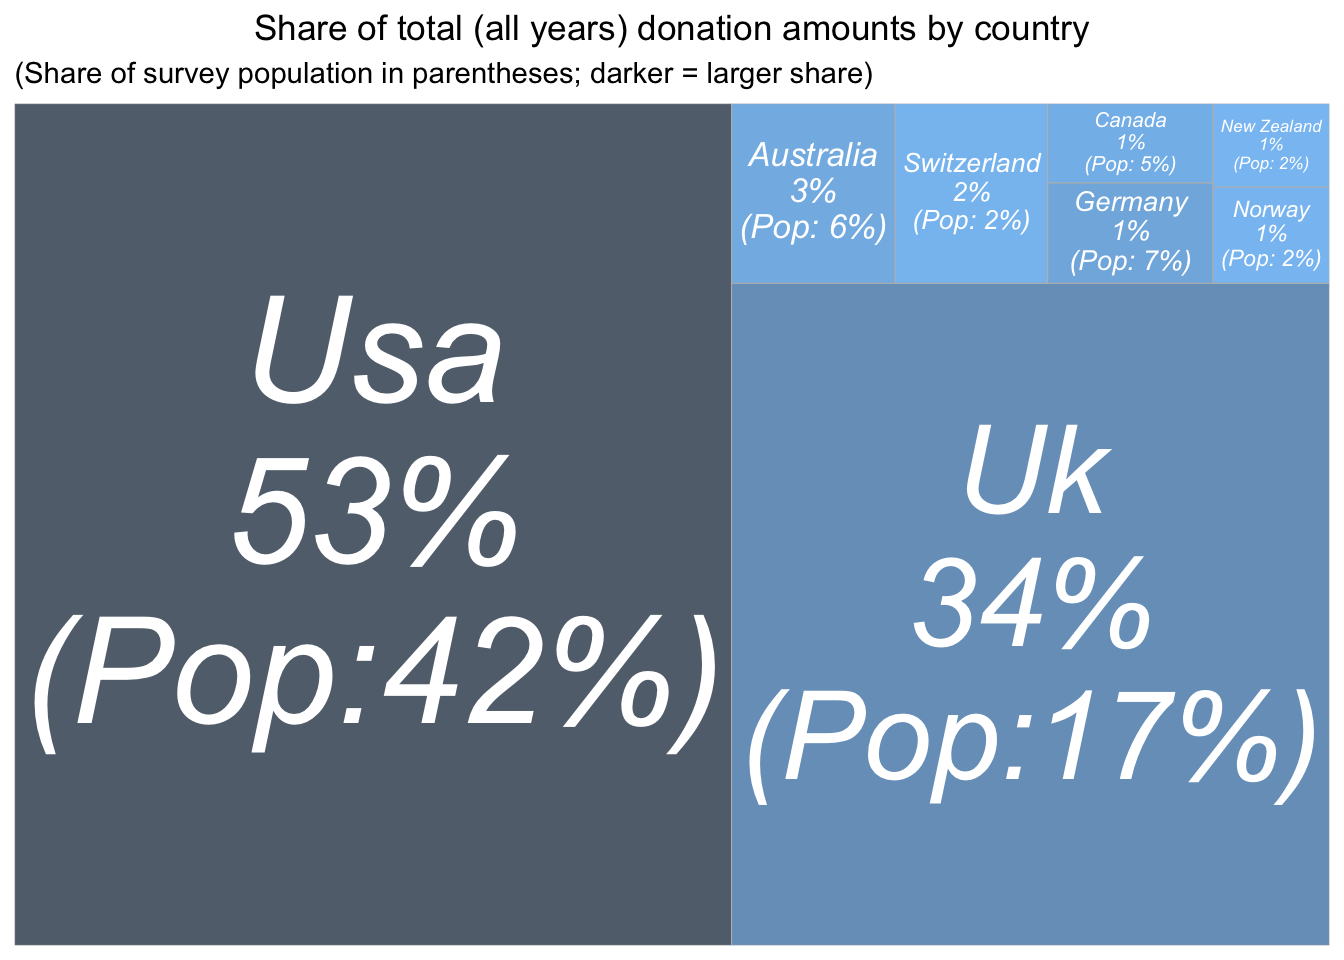 Share of total (all years) donation amounts by country
(Share of survey population in parentheses; darker = larger share)
Usa
53%
(Pop:42%)
Australia
3%
(Pop: 6%)
Switzerland
2%
(Pop: 2%)
Canada
1%
(Pop: 5%)
Germany
1%
(Pop: 7%)
New Zealand
1%
(Pop: 2%)
Norway
1%
(Pop: 2%)
Uk
34%
(Pop:17%)